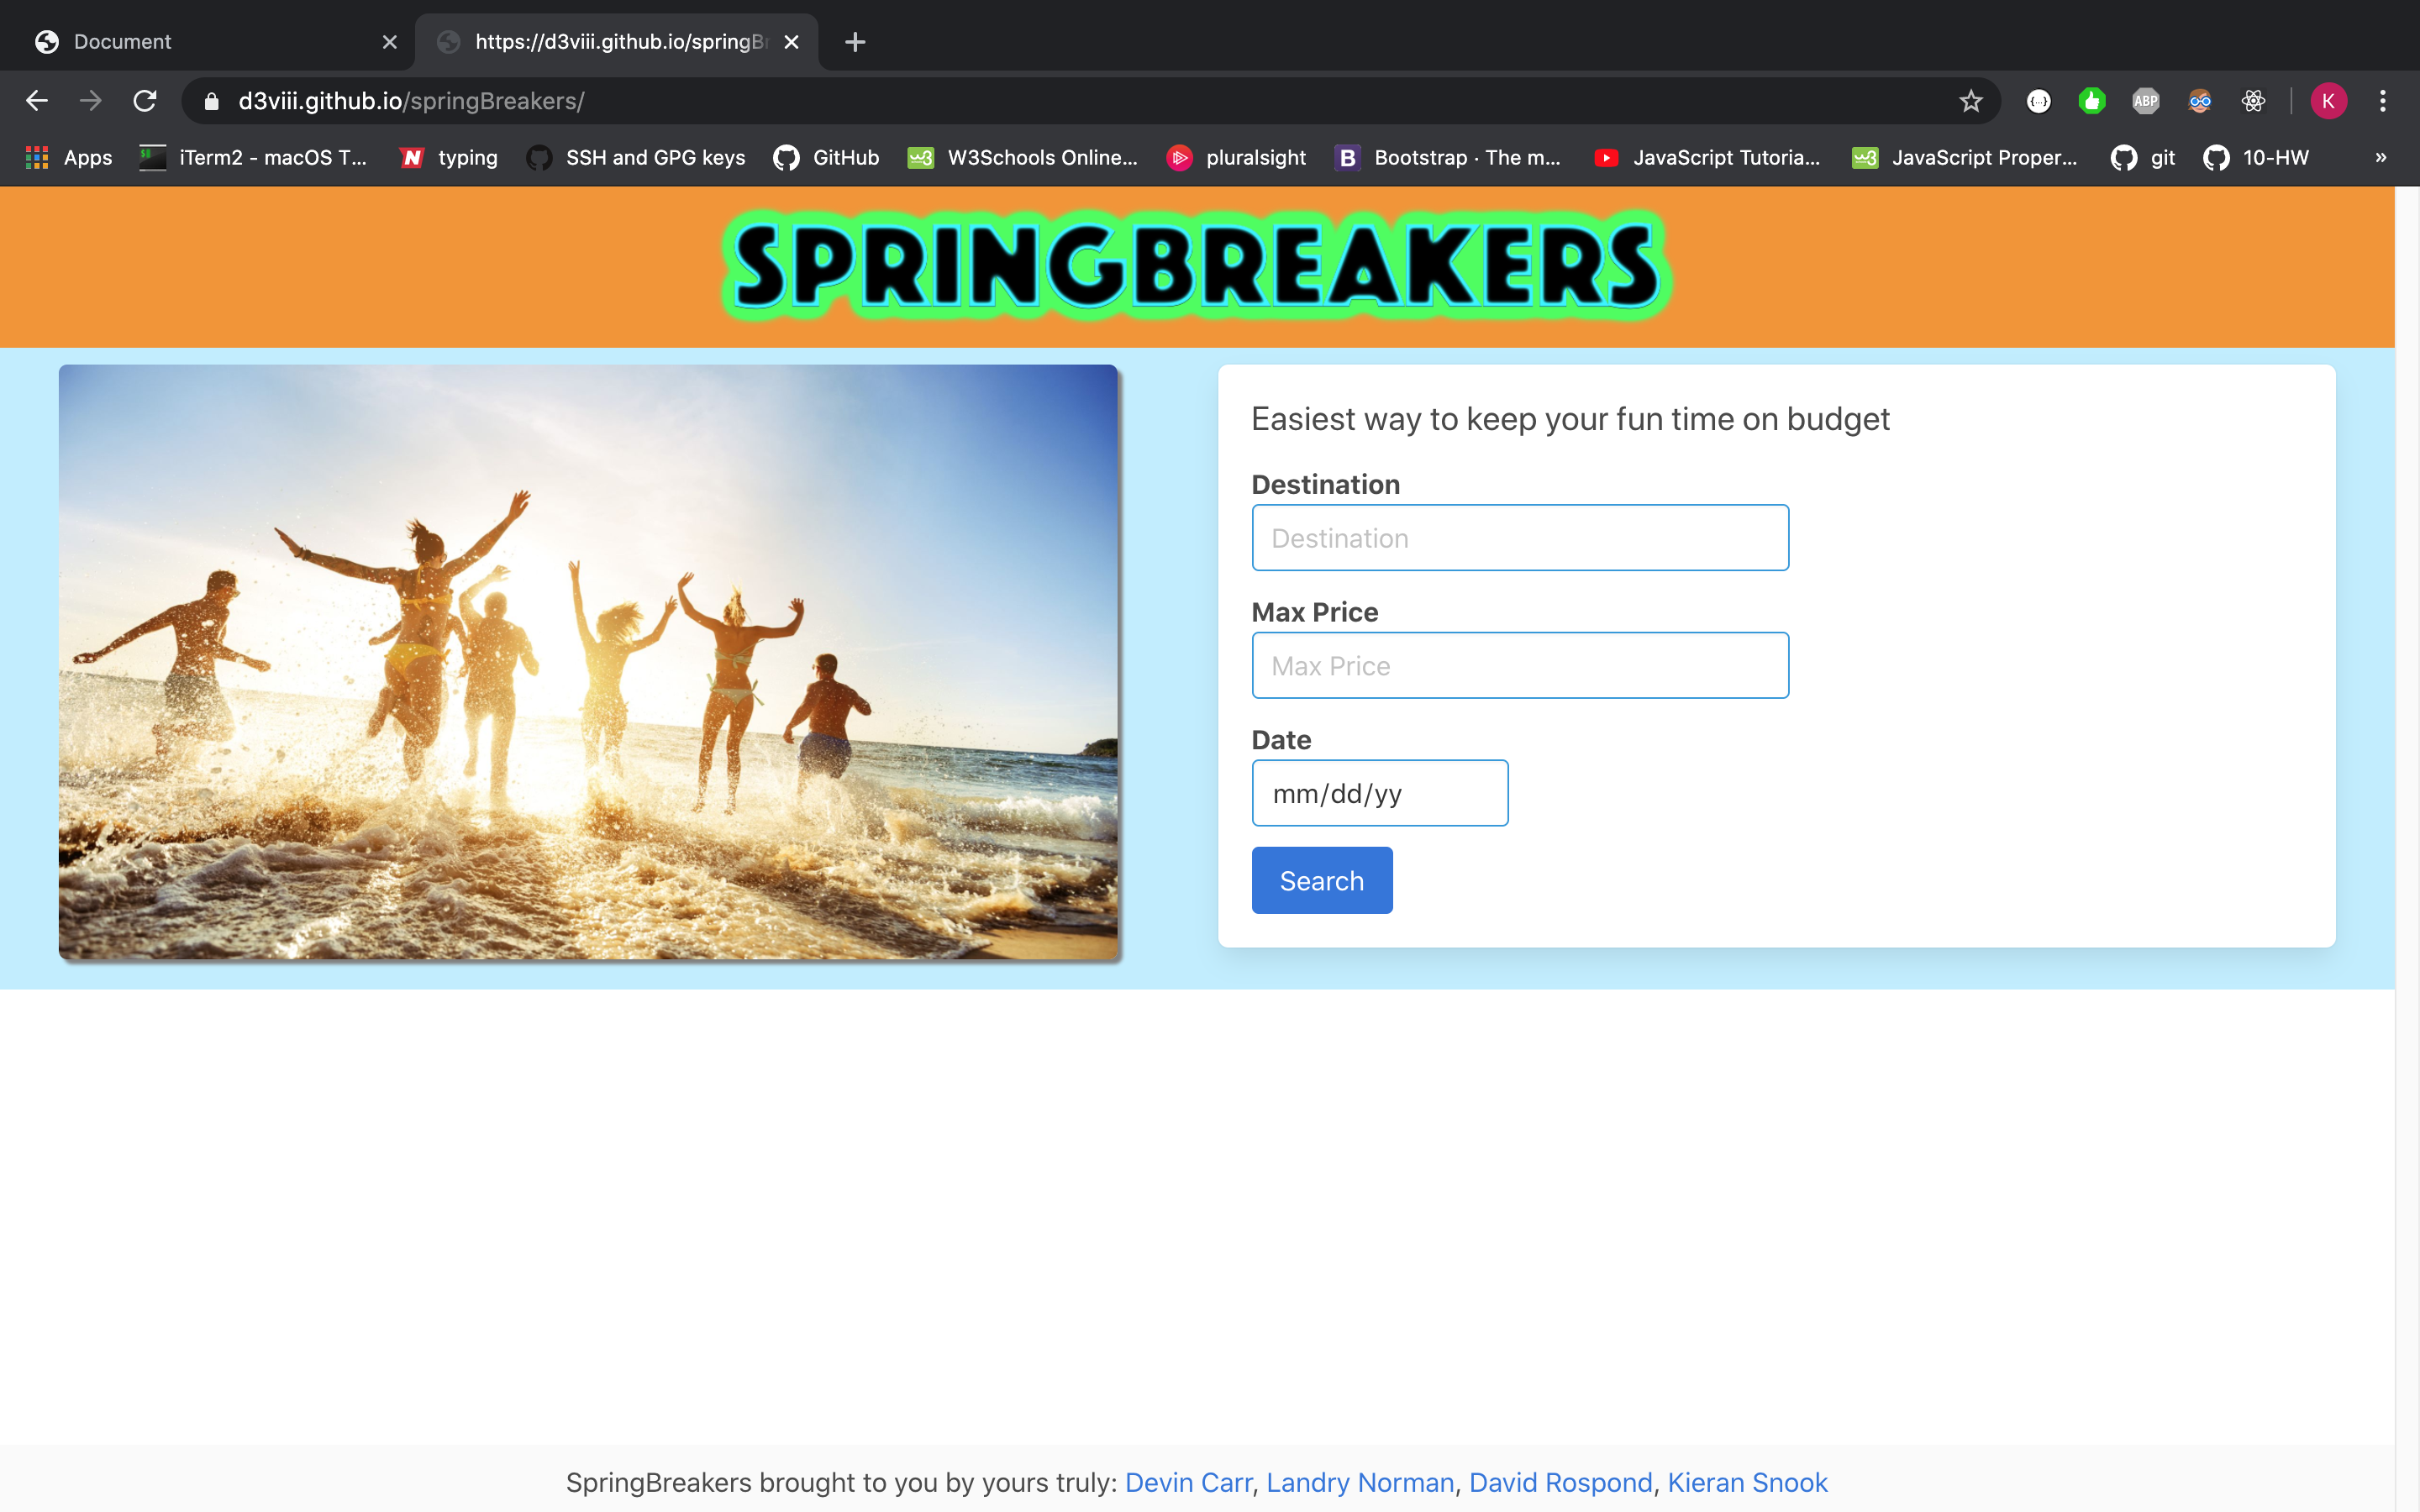 Document
https://d3viii.github.io/springBr
d3viii.github.io/springBreakers/
ABP
K
Apps
iTerm2 - macOS T...
typing
SSH and GPG keys
GitHub
W3Schools Online...
pluralsight
B
Bootstrap · The m...
JavaScript Tutoria...
JavaScript Proper...
git
10-HW
»
SPRINGBREAKERS
Easiest way to keep your fun time on budget
Destination
Destination
Max Price
Max Price
Date
mm/dd/yy
Search
SpringBreakers brought to you by yours truly: Devin Carr, Landry Norman, David Rospond, Kieran Snook